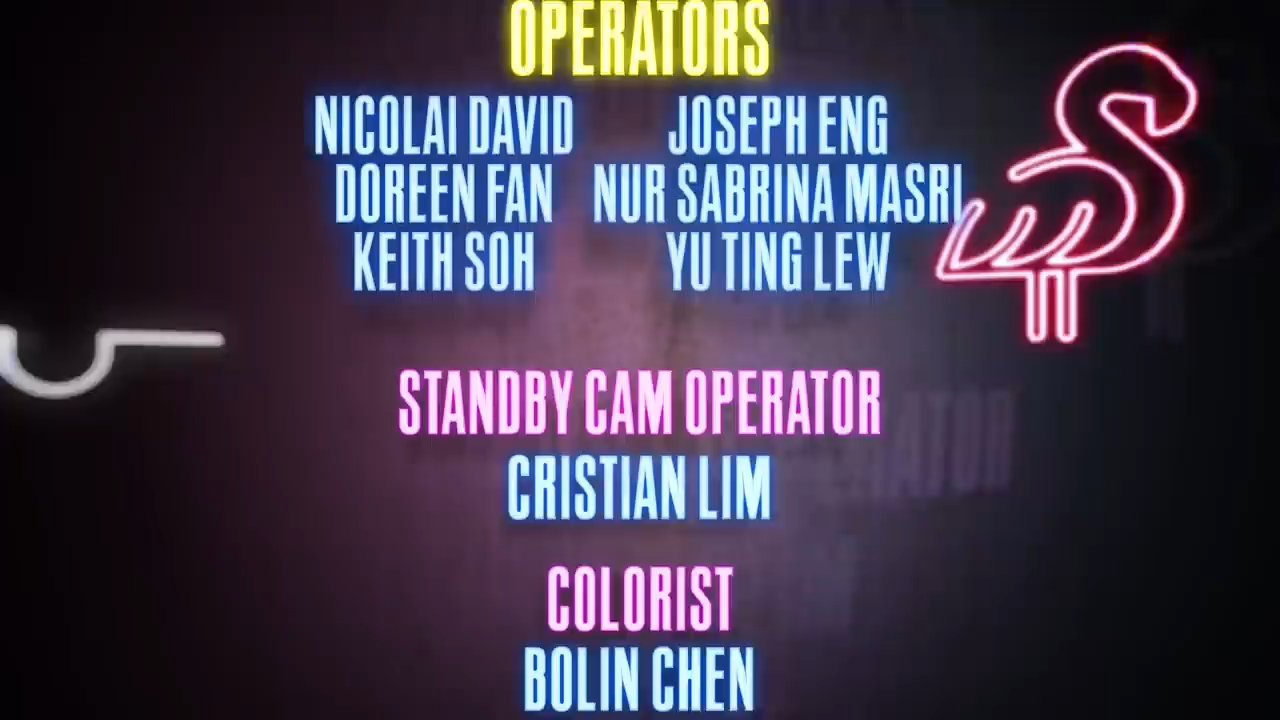 OPERATORS
NICOLAI DAVID JOSEPH ENG
DOREEN FAN NUR SABRINA MASRI
KEITH SOH YU TING LEW
STANDBY CAM OPERATOR
CRISTIAN LIM
COLORIST
BOLIN CHEN